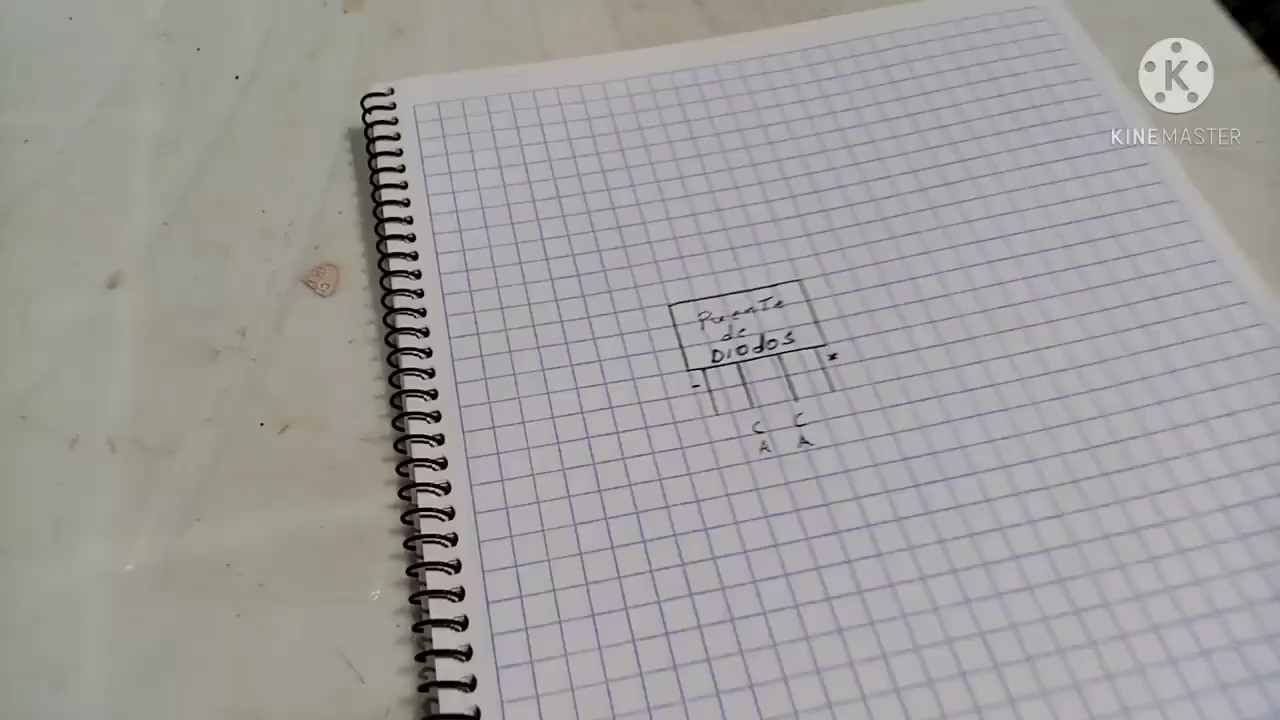 K
KINEMASTER
Puente
de
DIODOS
- +
C C
A A